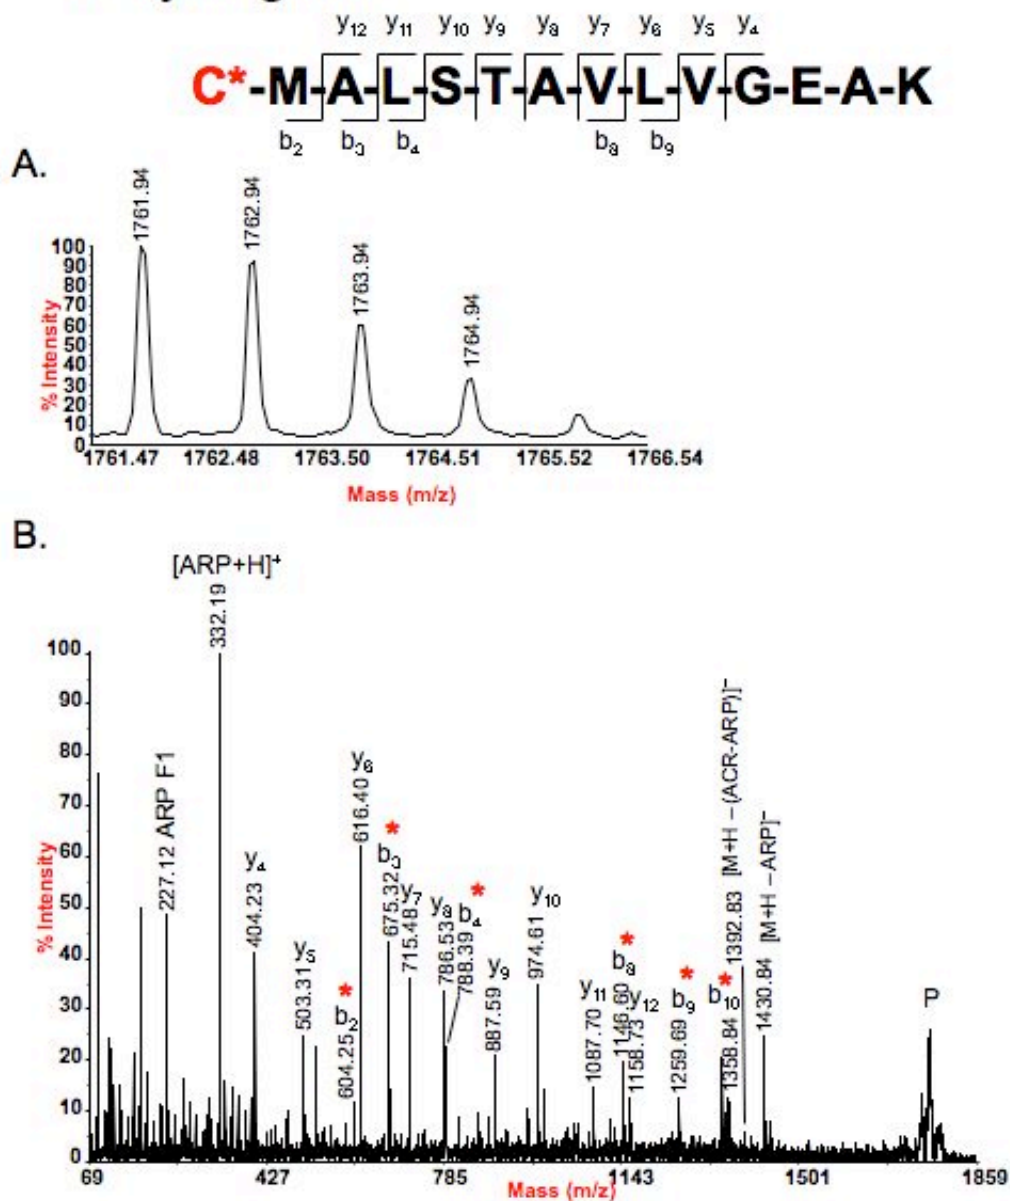 y₁₂ y₁₁ y₁₀ y₉ y₈ y₇ y₆ y₅ y₄
C*-M-A-L-S-T-A-V-L-V-G-E-A-K
b₂ b₃ b₄ b₈ b₉
A.
1761.94
1762.94
1763.94
1764.94
100
90
80
70
60
50
40
30
20
10
0
% Intensity
1761.47 1762.48 1763.50 1764.51 1765.52 1766.54
Mass (m/z)
B.
[ARP+H]⁺
332.19
227.12 ARP F1
y₄
404.23
y₅
503.31
*
b₂
604.25
y₆
616.40
*
b₃
675.32
y₇
715.48
y₈
786.53
*
b₄
788.39
y₉
887.59
y₁₀
974.61
y₁₁
1087.70
*
b₈
1146.60
y₁₂
1158.73
*
b₉
1259.69
*
b₁₀
1358.84
1392.83 [M+H –(ACR-ARP)]⁻
1430.84 [M+H –ARP]⁻
P
100
90
80
70
60
50
40
30
20
10
0
% Intensity
69 427 785 1143 1501 1859
Mass (m/z)